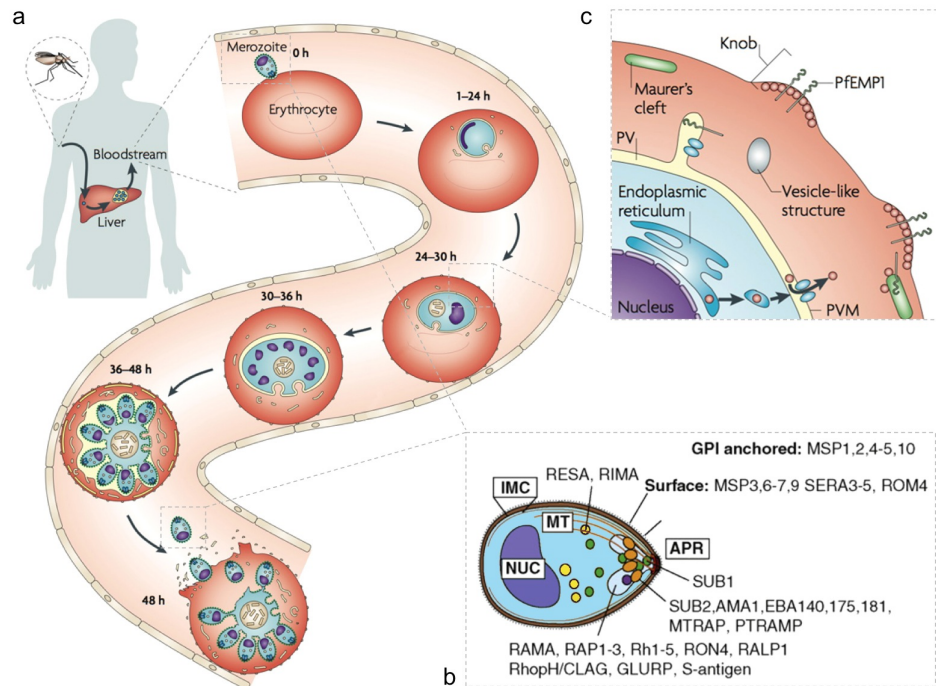 a
Merozoite
0 h
Erythrocyte
1–24 h
Bloodstream
Liver
24–30 h
30–36 h
36–48 h
48 h
c
Knob
PfEMP1
Maurer's
cleft
PV
Vesicle-like
structure
Endoplasmic
reticulum
Nucleus
PVM
GPI anchored: MSP1,2,4-5,10
RESA, RIMA
Surface: MSP3,6-7,9 SERA3-5, ROM4
IMC
MT
APR
NUC
SUB1
SUB2,AMA1,EBA140,175,181,
MTRAP, PTRAMP
RAMA, RAP1-3, Rh1-5, RON4, RALP1
RhopH/CLAG, GLURP, S-antigen
b